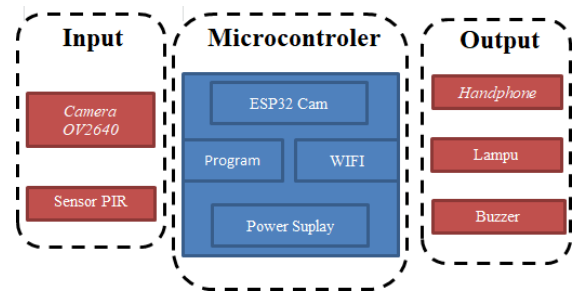 Input
Camera
OV2640
Sensor PIR
Microcontroler
ESP32 Cam
Program
WIFI
Power Suplay
Output
Handphone
Lampu
Buzzer